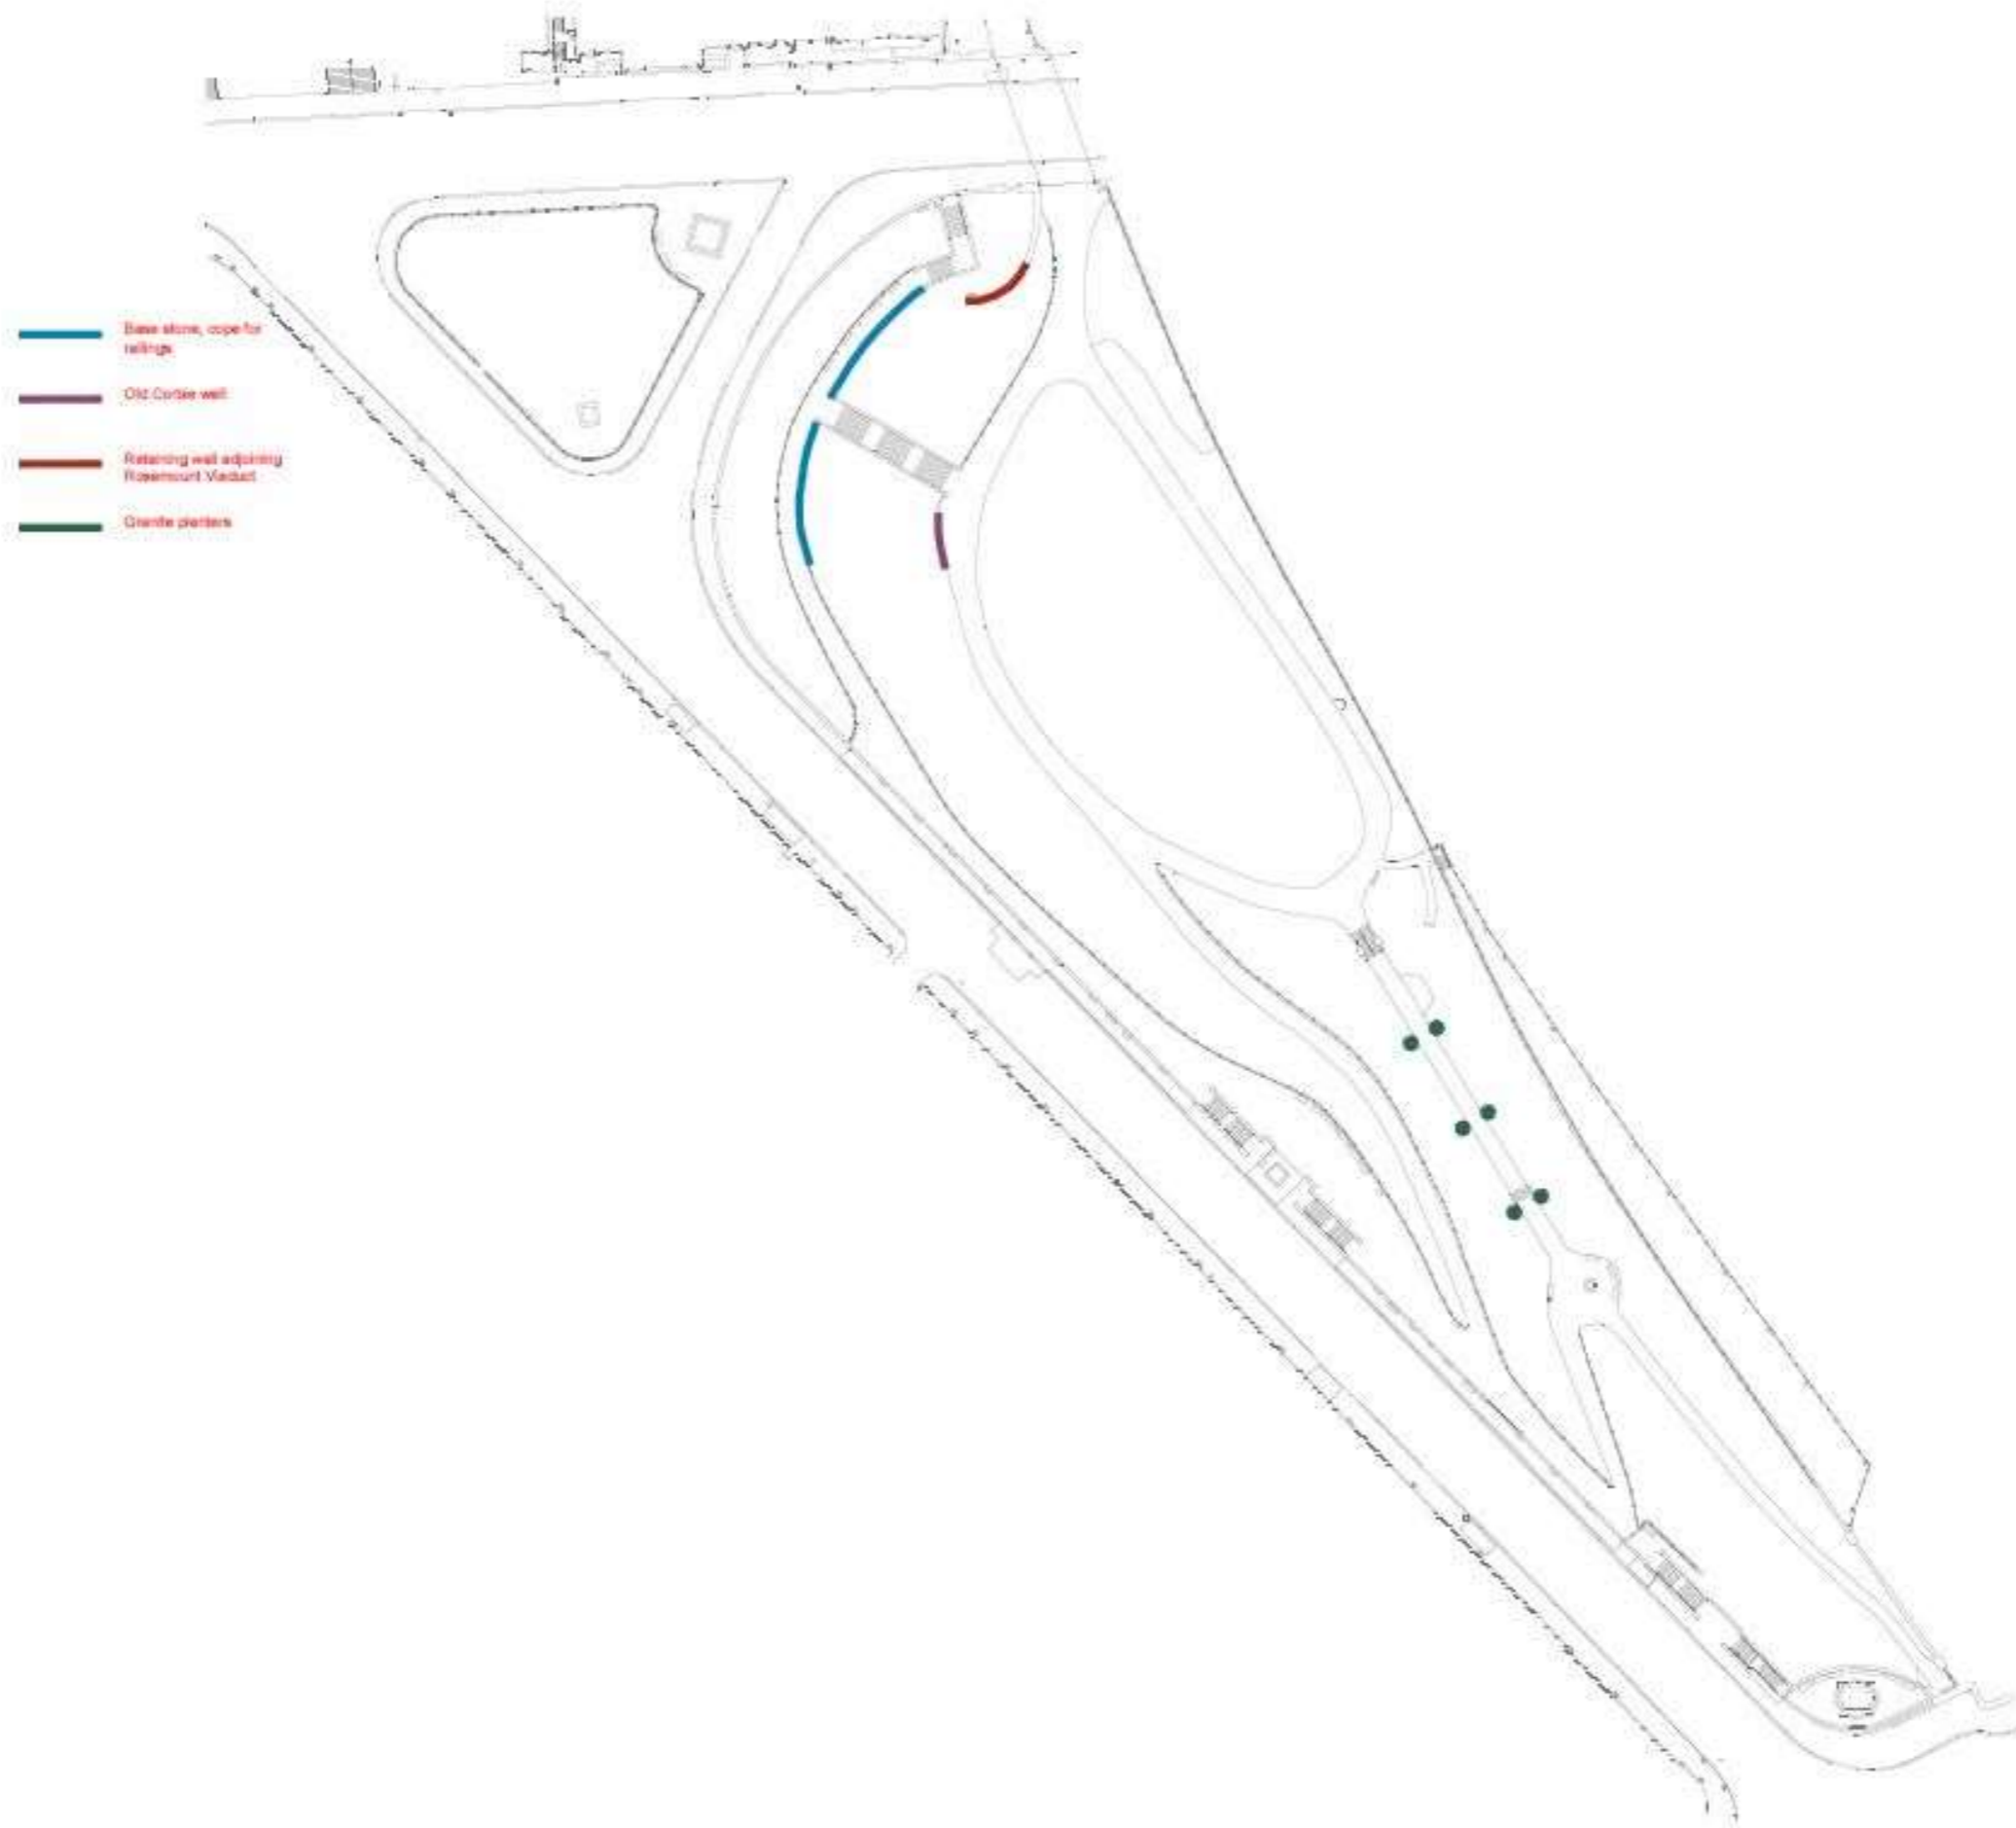 Base stone, cope for
railings
Old Corbie well
Retaining wall adjoining
Rosemount Viaduct
Granite planters